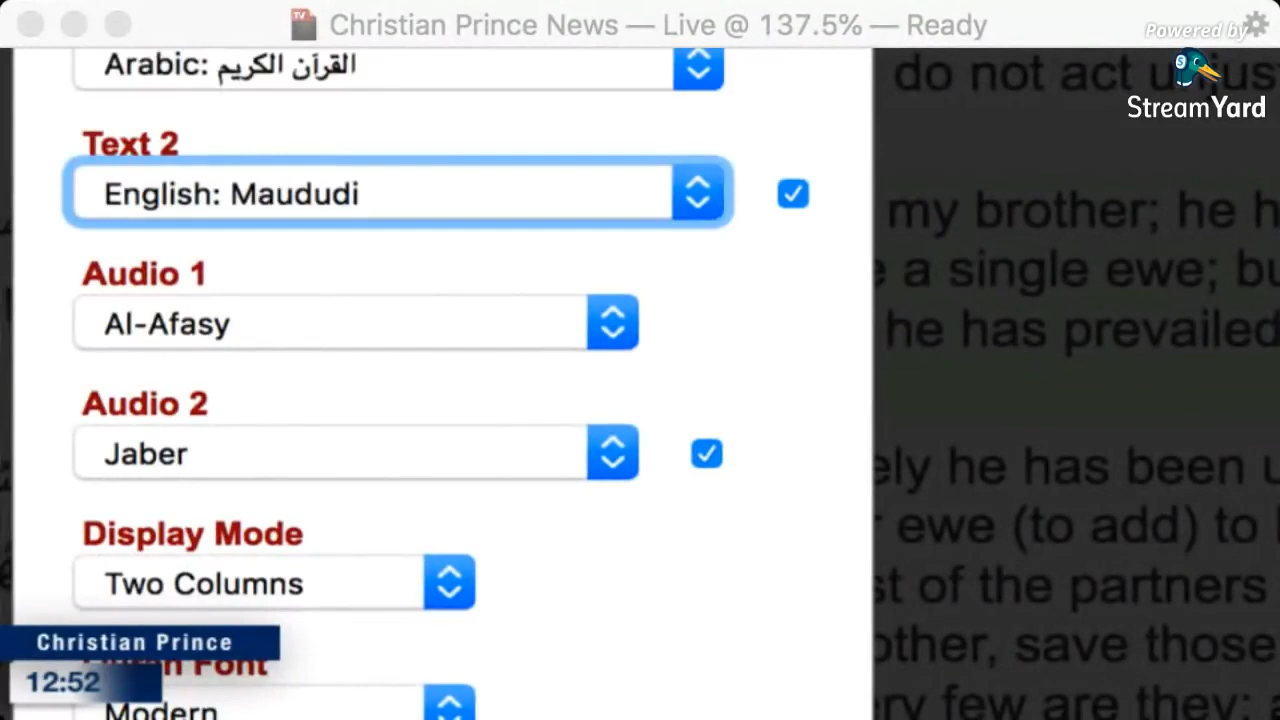 Christian Prince News — Live @ 137.5% — Ready
Powered by
StreamYard
Arabic: القرآن الكريم
do not act unjus
Text 2
English: Maududi
my brother; he h
a single ewe; bu
Audio 1
Al-Afasy
he has prevailed
Audio 2
Jaber
ely he has been u
ewe (to add) to
Display Mode
Two Columns
st of the partners
Christian Prince
other, save those
Font
12:52
Modern
ry few are they; a